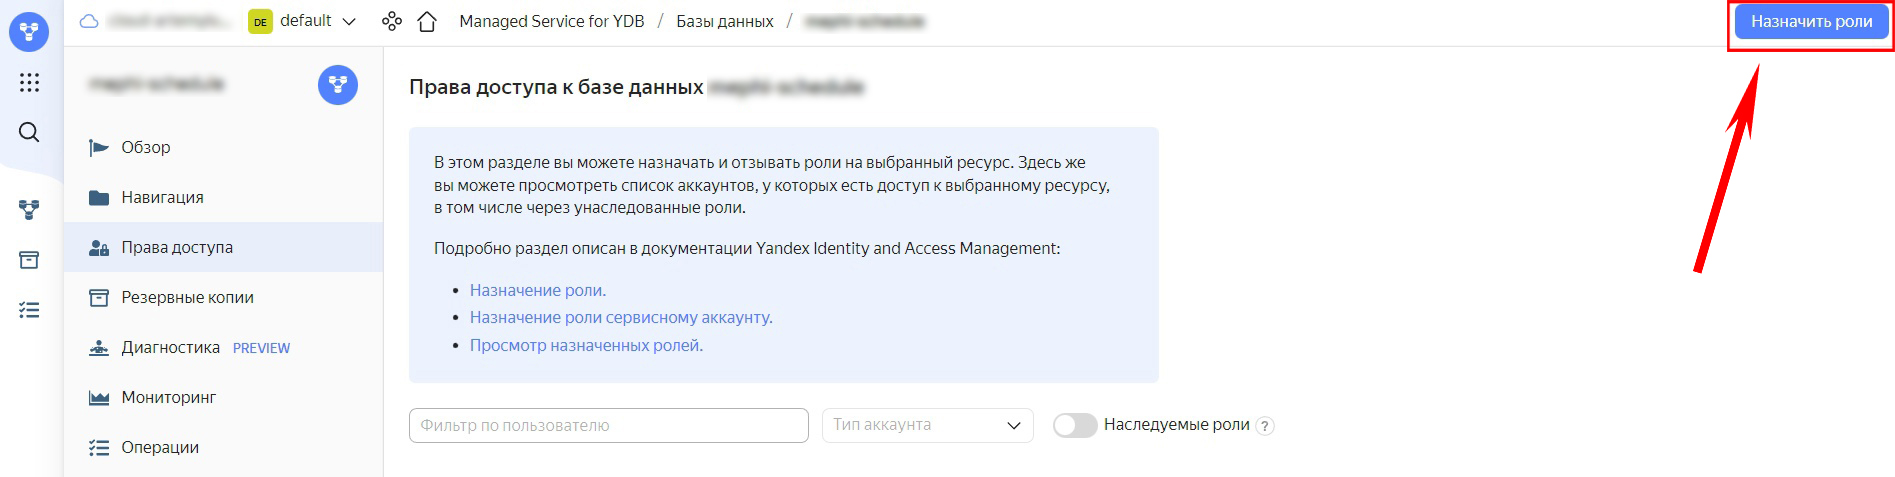 DE default Managed Service for YDB / Базы данных /
Назначить роли
Права доступа к базе данных
Обзор
Навигация
Права доступа
Резервные копии
Диагностика PREVIEW
Мониторинг
Операции
В этом разделе вы можете назначать и отзывать роли на выбранный ресурс. Здесь же
вы можете просмотреть список аккаунтов, у которых есть доступ к выбранному ресурсу,
в том числе через унаследованные роли.
Подробно раздел описан в документации Yandex Identity and Access Management:
• Назначение роли.
• Назначение роли сервисному аккаунту.
• Просмотр назначенных ролей.
Фильтр по пользователю
Тип аккаунта
Наследуемые роли ?